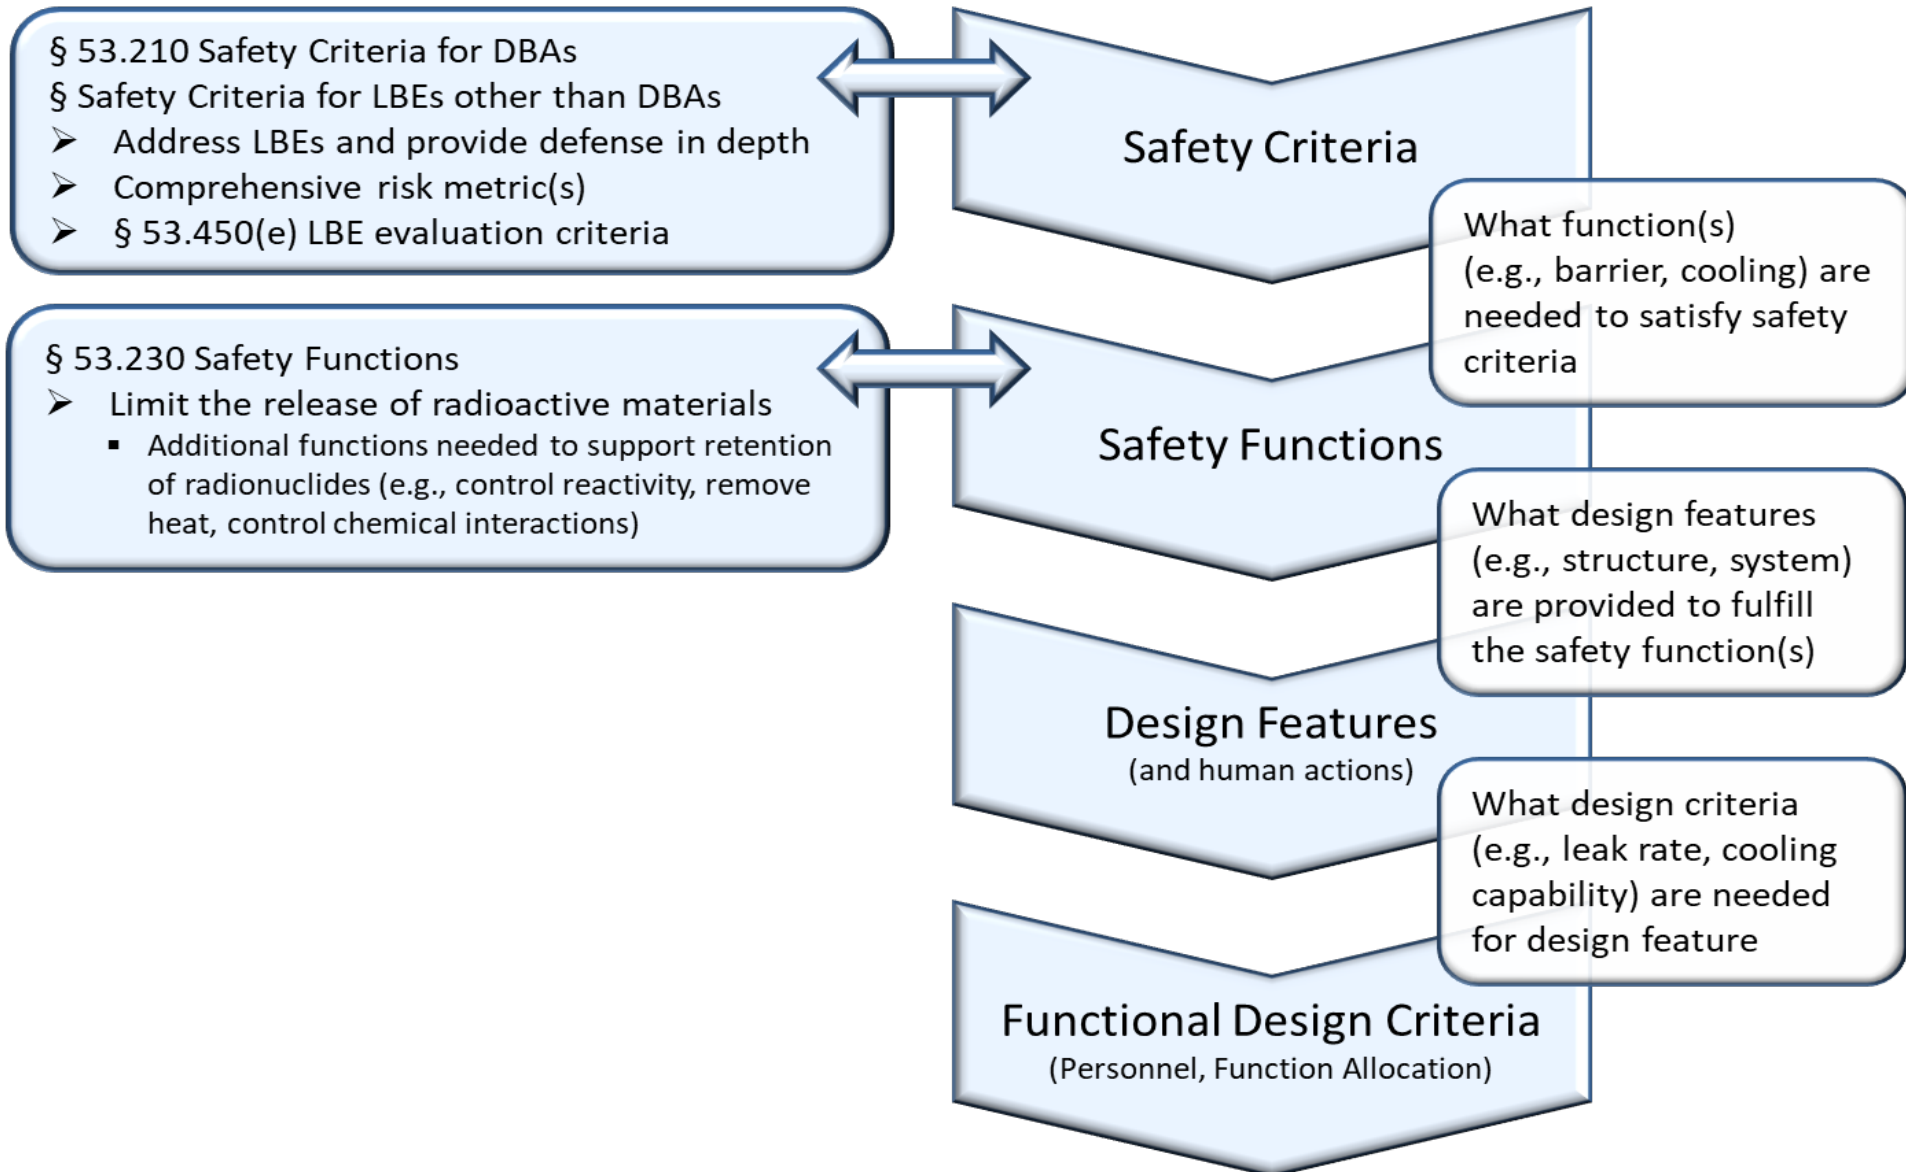 § 53.210 Safety Criteria for DBAs
§ Safety Criteria for LBEs other than DBAs
➢ Address LBEs and provide defense in depth
➢ Comprehensive risk metric(s)
➢ § 53.450(e) LBE evaluation criteria
Safety Criteria
What function(s)
(e.g., barrier, cooling) are
needed to satisfy safety
criteria
§ 53.230 Safety Functions
➢ Limit the release of radioactive materials
▪ Additional functions needed to support retention
of radionuclides (e.g., control reactivity, remove
heat, control chemical interactions)
Safety Functions
What design features
(e.g., structure, system)
are provided to fulfill
the safety function(s)
Design Features
(and human actions)
What design criteria
(e.g., leak rate, cooling
capability) are needed
for design feature
Functional Design Criteria
(Personnel, Function Allocation)